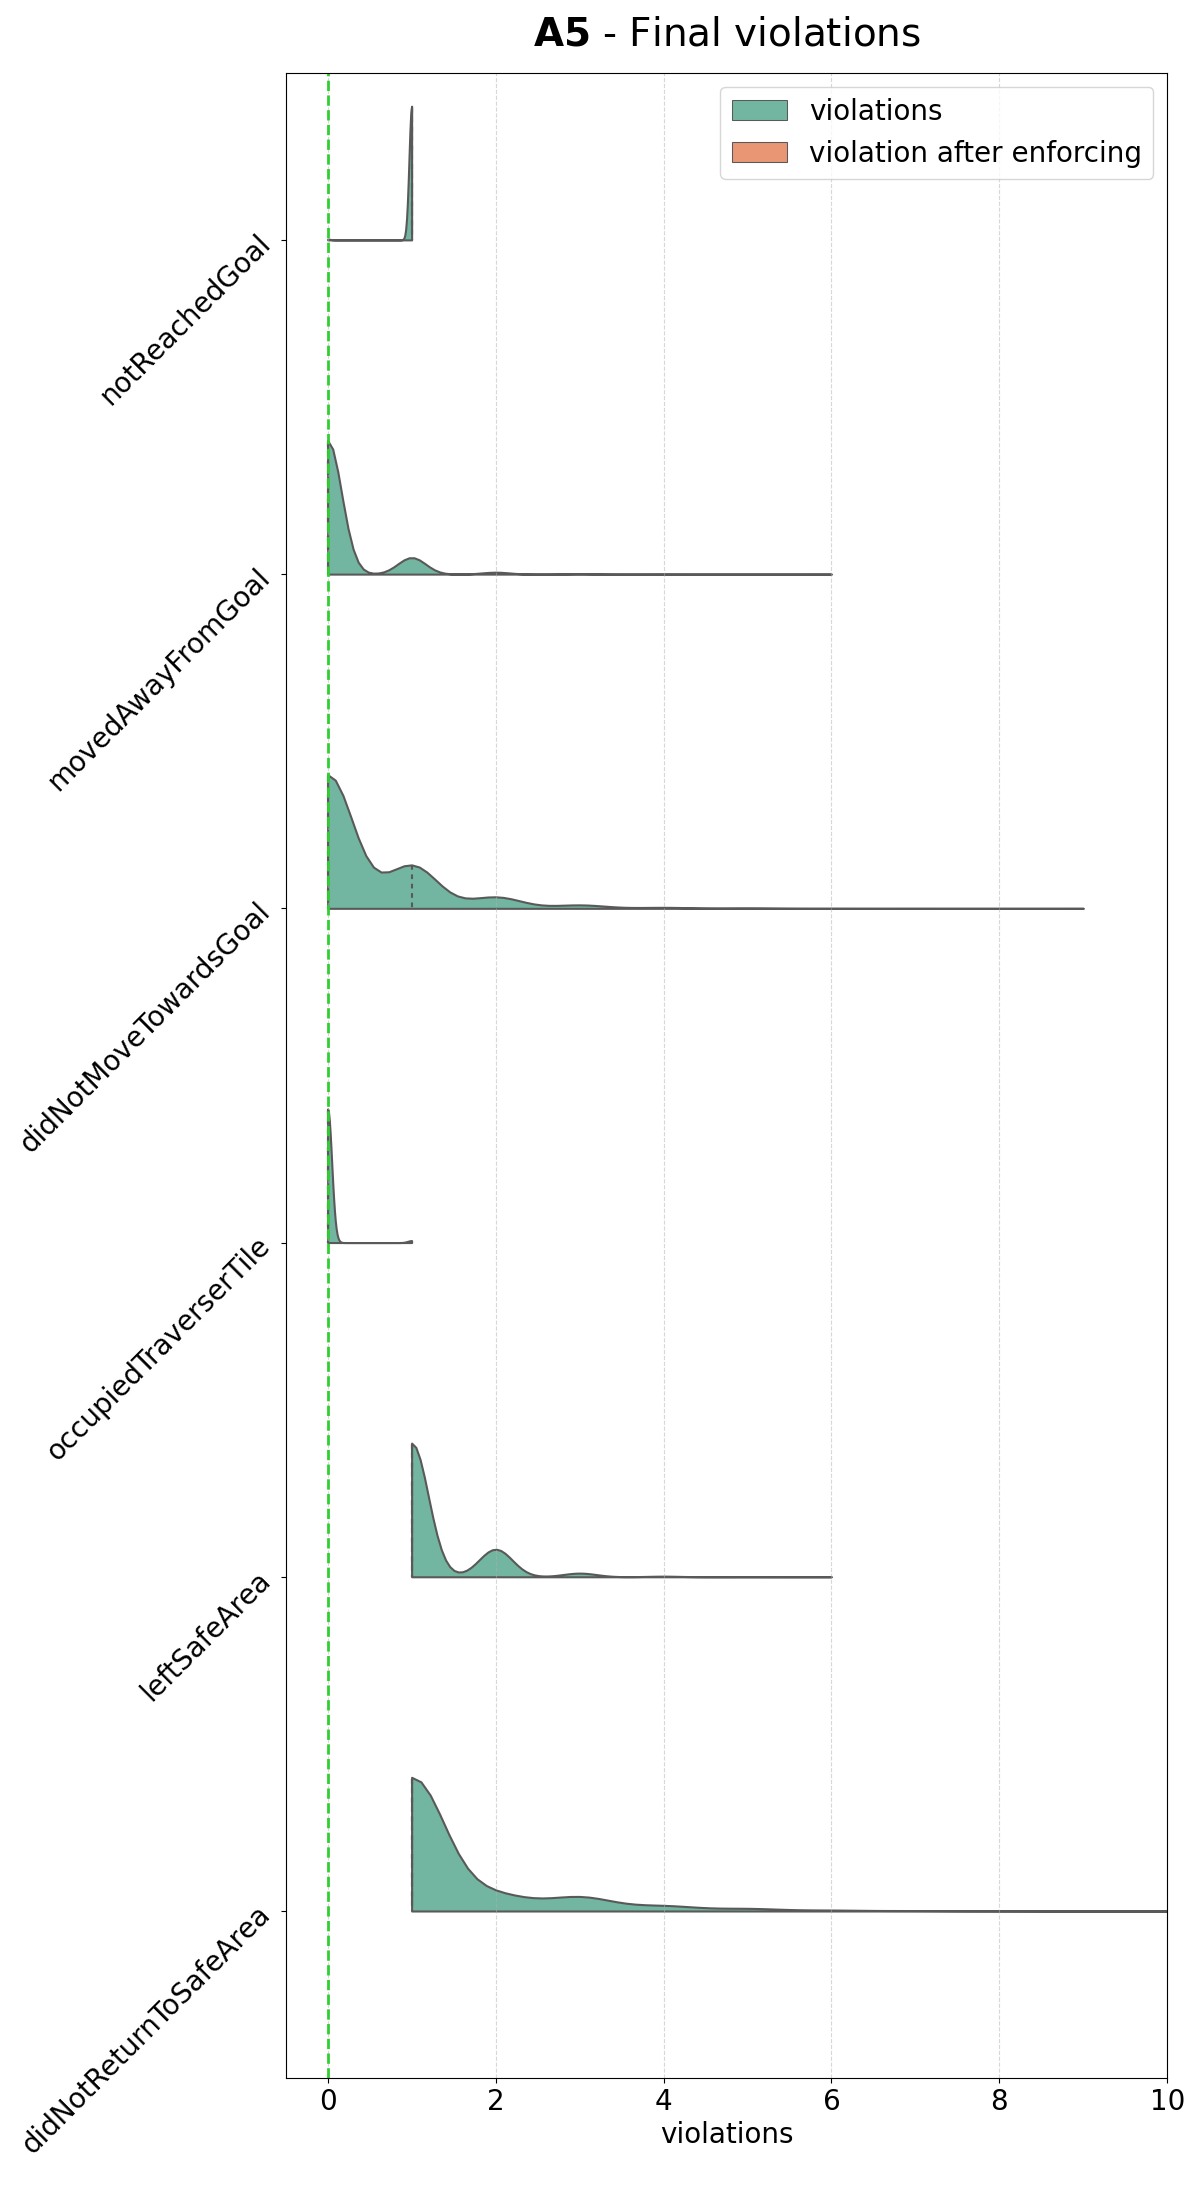 A5 - Final violations
violations
violation after enforcing
notReachedGoal
movedAwayFromGoal
didNotMoveTowardsGoal
occupiedTraverserTile
leftSafeArea
didNotReturnToSafeArea
0 2 4 6 8 10
violations